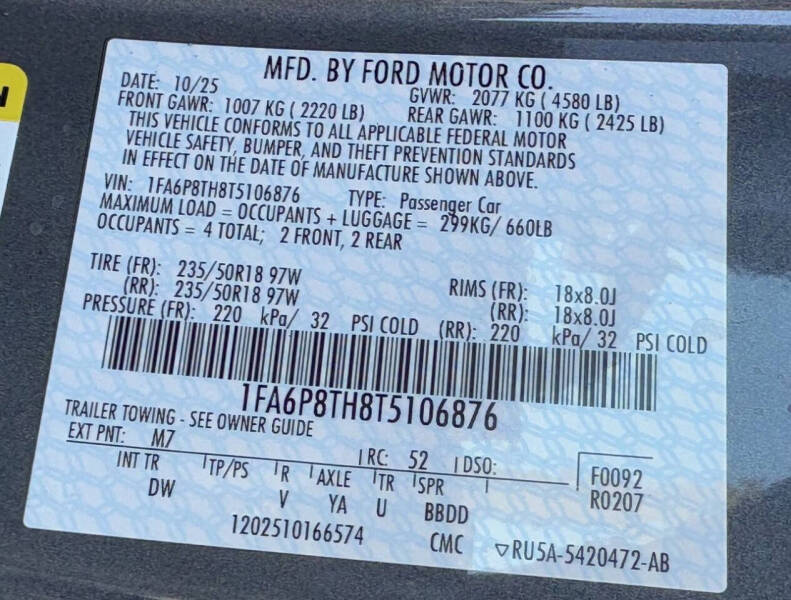 MFD. BY FORD MOTOR CO.
DATE: 10/25 GVWR: 2077 KG ( 4580 LB)
FRONT GAWR: 1007 KG ( 2220 LB) REAR GAWR: 1100 KG ( 2425 LB)
THIS VEHICLE CONFORMS TO ALL APPLICABLE FEDERAL MOTOR
VEHICLE SAFETY, BUMPER, AND THEFT PREVENTION STANDARDS
IN EFFECT ON THE DATE OF MANUFACTURE SHOWN ABOVE.
VIN: 1FA6P8TH8T5106876 TYPE: Passenger Car
MAXIMUM LOAD = OCCUPANTS + LUGGAGE = 299KG/ 660LB
OCCUPANTS = 4 TOTAL; 2 FRONT, 2 REAR
TIRE (FR): 235/50R18 97W RIMS (FR): 18x8.0J
(RR): 235/50R18 97W (RR): 18x8.0J
PRESSURE (FR): 220 kPa/ 32 PSI COLD (RR): 220 kPa/ 32 PSI COLD
1FA6P8TH8T5106876
TRAILER TOWING - SEE OWNER GUIDE
EXT PNT: M7 RC: 52 DSO: F0092
R0207
INT TR TP/PS R AXLE TR SPR
DW V YA U BBDD
1202510166574 CMC ▽RU5A-5420472-AB